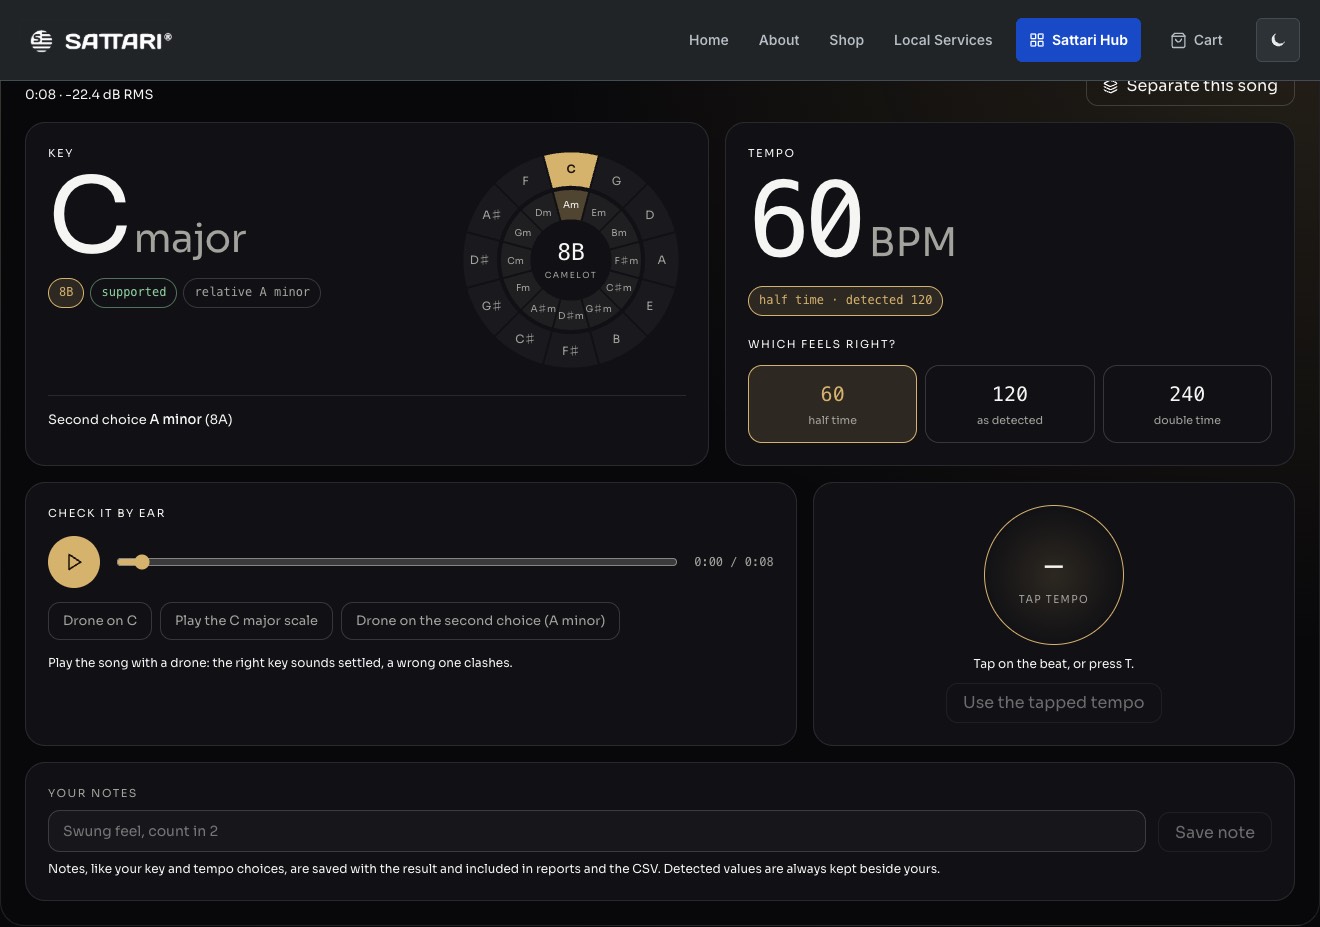 SATTARI®
Home About Shop Local Services Sattari Hub Cart
0:08 · -22.4 dB RMS
Separate this song
KEY
C major
8B supported relative A minor
C
G
D
A
E
B
F♯
C♯
G♯
D♯
A♯
F
Am
Em
Bm
F♯m
C♯m
G♯m
D♯m
A♯m
Fm
Cm
Gm
Dm
8B
CAMELOT
Second choice A minor (8A)
TEMPO
60 BPM
half time · detected 120
WHICH FEELS RIGHT?
60
half time
120
as detected
240
double time
CHECK IT BY EAR
0:00 / 0:08
Drone on C
Play the C major scale
Drone on the second choice (A minor)
Play the song with a drone: the right key sounds settled, a wrong one clashes.
—
TAP TEMPO
Tap on the beat, or press T.
Use the tapped tempo
YOUR NOTES
Swung feel, count in 2
Save note
Notes, like your key and tempo choices, are saved with the result and included in reports and the CSV. Detected values are always kept beside yours.